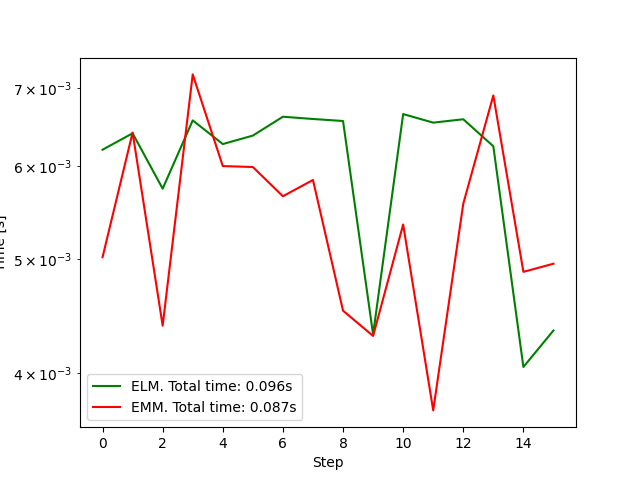 7 × 10⁻³
6 × 10⁻³
5 × 10⁻³
4 × 10⁻³
[s]
ELM. Total time: 0.096s
EMM. Total time: 0.087s
0 2 4 6 8 10 12 14
Step